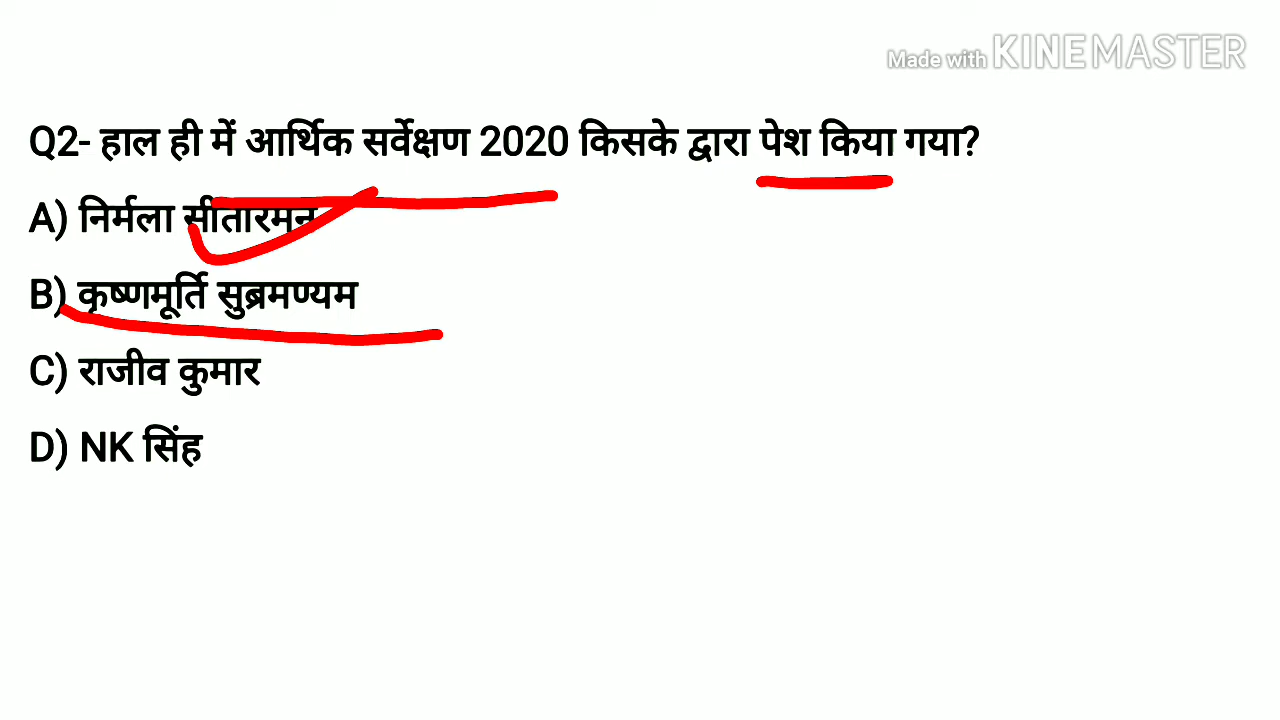 Made with KINEMASTER
Q2- हाल ही में आर्थिक सर्वेक्षण 2020 किसके द्वारा पेश किया गया?
A) निर्मला सीतारमन
B) कृष्णमूर्ति सुब्रमण्यम
C) राजीव कुमार
D) NK सिंह